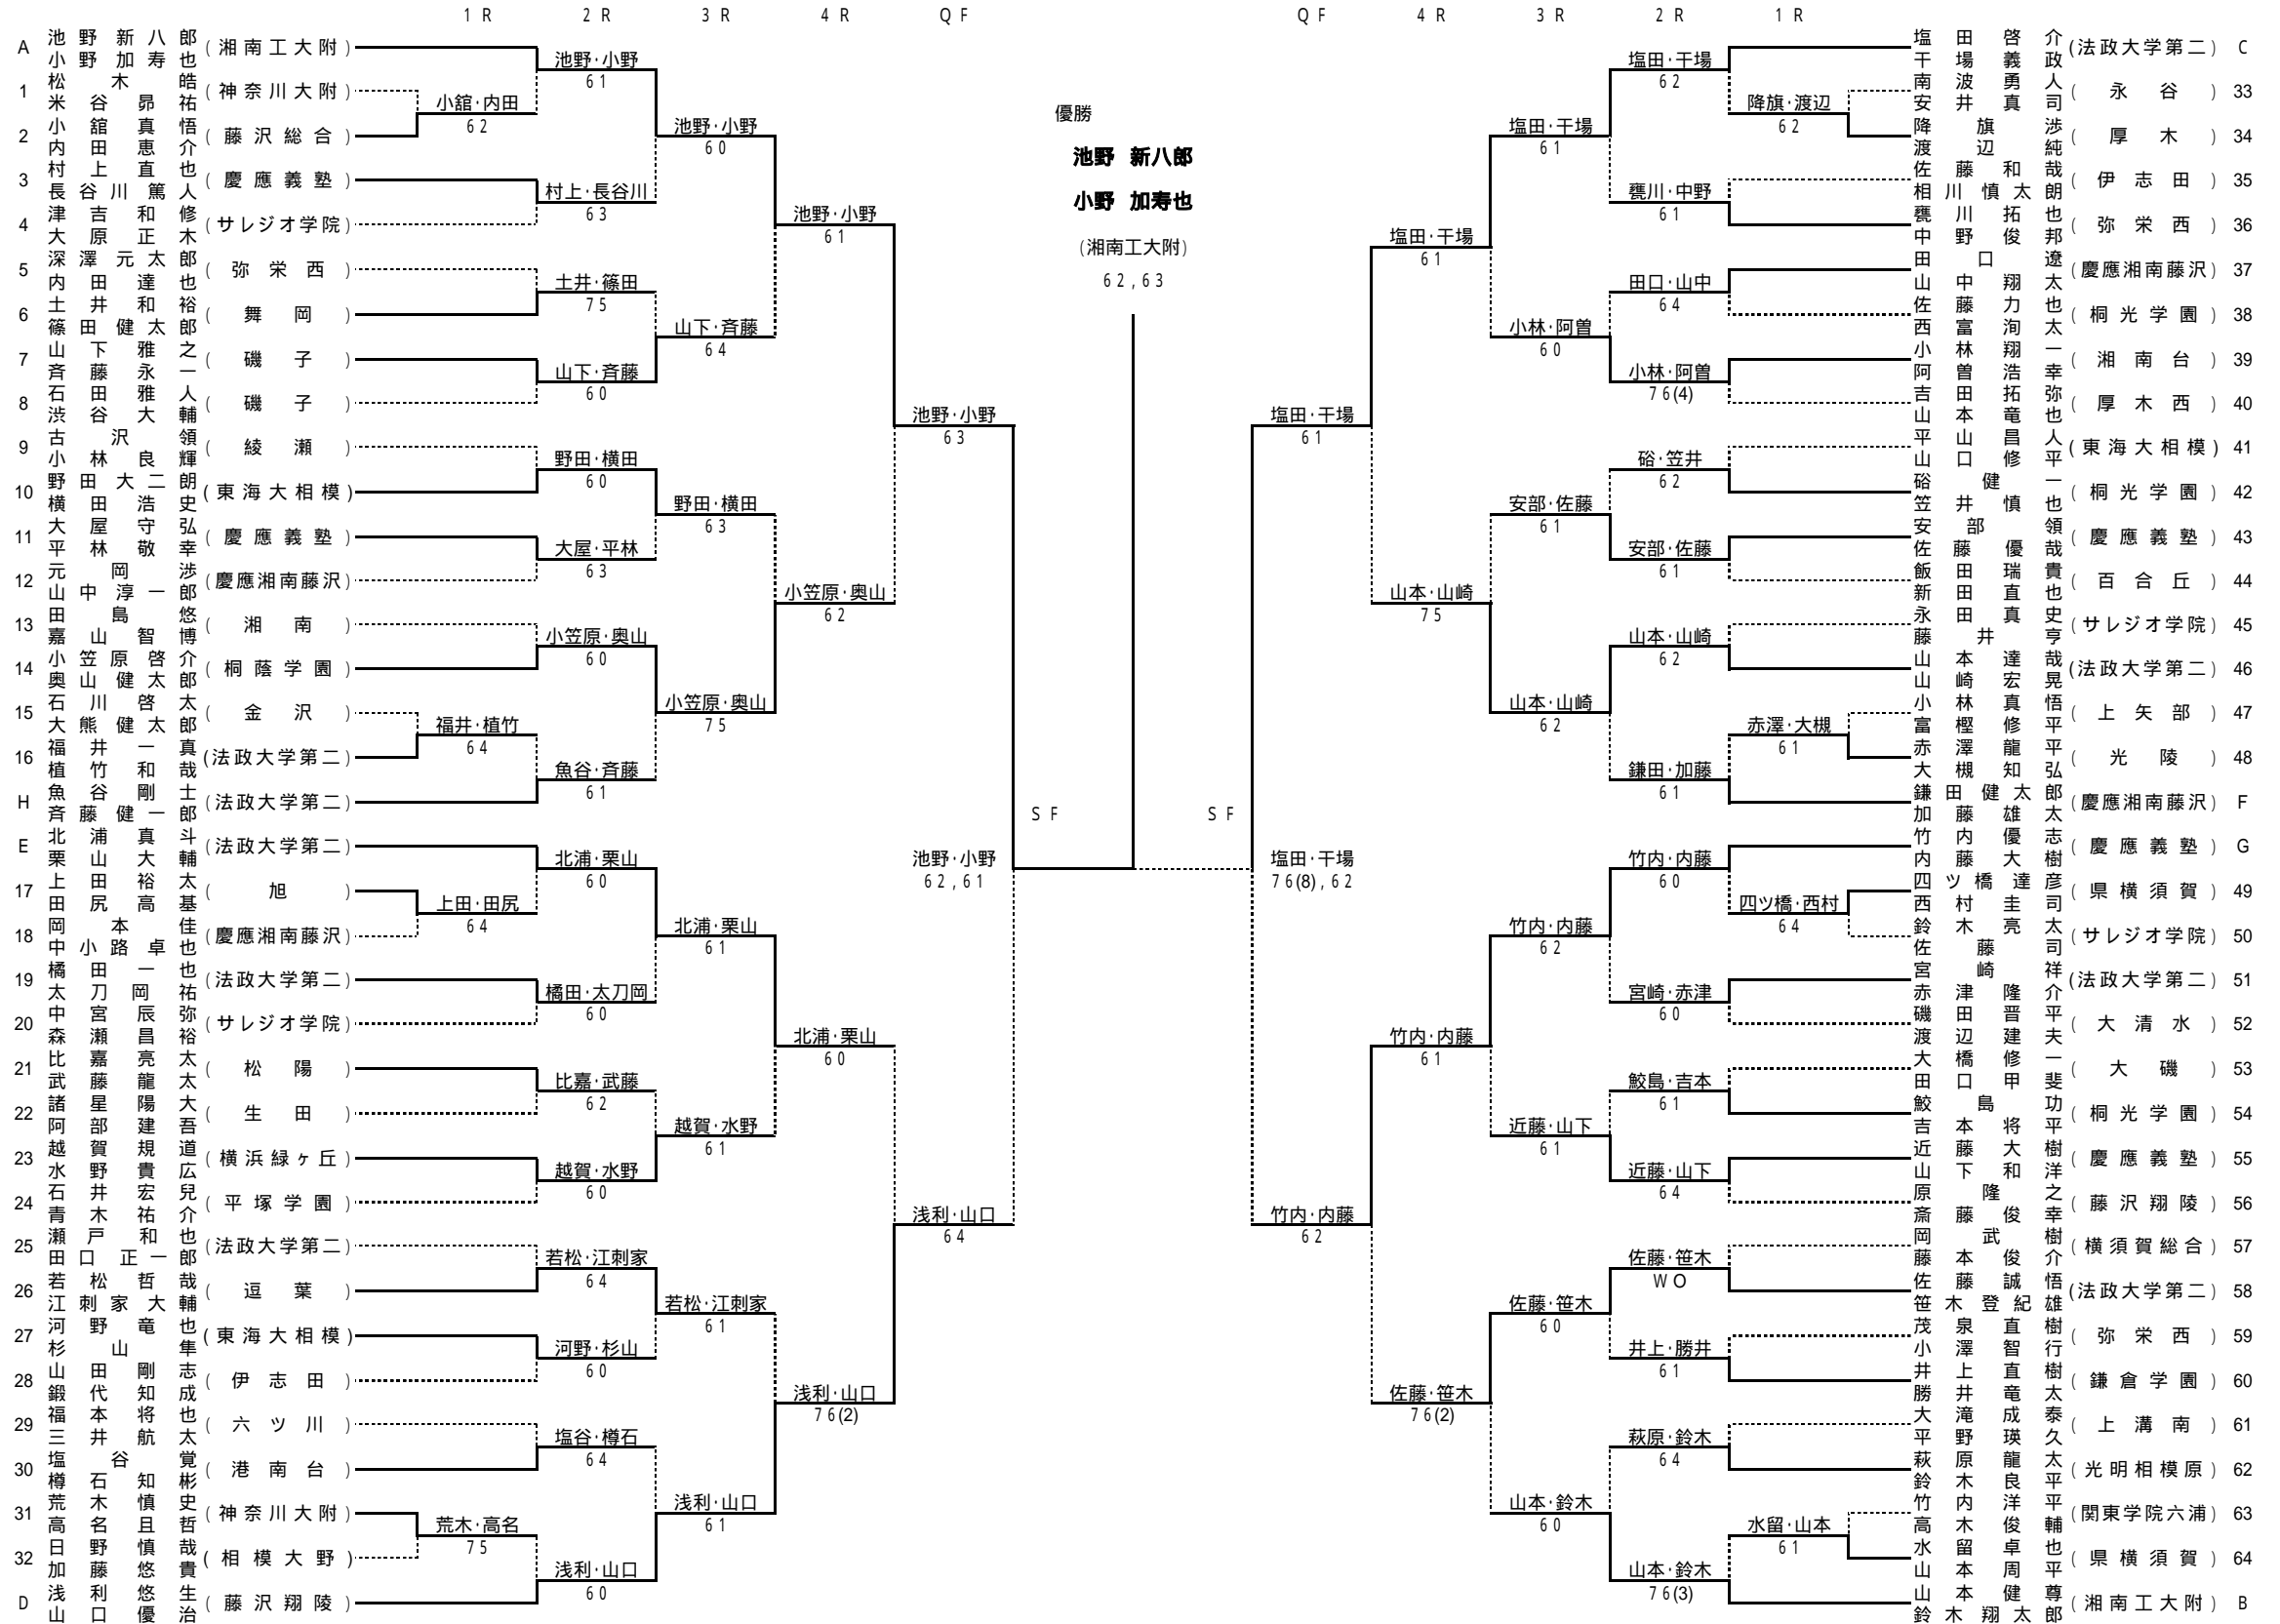 1R 2R 3R 4R QF QF 4R 3R 2R 1R
A 池野新八郎 小野加寿也 (湘南工大附)
1 松木皓 米谷昴祐 (神奈川大附)
2 小舘真悟 内田恵介 (藤沢総合)
3 村上直也 長谷川篤人 (慶應義塾)
4 津吉和修 大原正木 (サレジオ学院)
5 深澤元太郎 内田達也 (弥栄西)
6 土井和裕 篠田健太郎 (舞岡)
7 山下雅之 斉藤永一 (磯子)
8 石田雅人 渋谷大輔 (磯子)
9 古沢領 小林良輝 (綾瀬)
10 野田大二朗 横田浩史 (東海大相模)
11 大屋守弘 平林敬幸 (慶應義塾)
12 元岡渉 山中淳一郎 (慶應湘南藤沢)
13 田島悠 嘉山智博 (湘南)
14 小笠原啓介 奥山健太郎 (桐蔭学園)
15 石川啓太 大熊健太郎 (金沢)
16 福井一真 植竹和哉 (法政大学第二)
H 魚谷剛士 斉藤健一郎 (法政大学第二)
E 北浦真斗 栗山大輔 (法政大学第二)
17 上田裕太 田尻高基 (旭)
18 岡本佳 中小路卓也 (慶應湘南藤沢)
19 橘田一也 太刀岡祐 (法政大学第二)
20 中宮辰弥 森瀬昌裕 (サレジオ学院)
21 比嘉亮太 武藤龍太 (松陽)
22 諸星陽大 阿部建吾 (生田)
23 越賀規道 水野貴広 (横浜緑ヶ丘)
24 石井宏兒 青木祐介 (平塚学園)
25 瀬戸和也 田口正一郎 (法政大学第二)
26 若松哲哉 江刺家大輔 (逗葉)
27 河野竜也 杉山隼 (東海大相模)
28 山田剛志 鍛代知成 (伊志田)
29 福本将也 三井航太 (六ツ川)
30 塩谷覚 樽石知彬 (港南台)
31 荒木慎史 高名且哲 (神奈川大附)
32 日野慎哉 加藤悠貴 (相模大野)
D 浅利悠生 山口優治 (藤沢翔陵)
小舘・内田 62
福井・植竹 64
上田・田尻 64
荒木・高名 75
池野・小野 61
村上・長谷川 63
土井・篠田 75
山下・斉藤 60
野田・横田 60
大屋・平林 63
小笠原・奥山 60
魚谷・斉藤 61
北浦・栗山 60
橘田・太刀岡 60
比嘉・武藤 62
越賀・水野 60
若松・江刺家 64
河野・杉山 60
塩谷・樽石 64
浅利・山口 60
池野・小野 60
山下・斉藤 64
野田・横田 63
小笠原・奥山 75
北浦・栗山 61
越賀・水野 61
若松・江刺家 61
浅利・山口 61
池野・小野 61
小笠原・奥山 62
北浦・栗山 60
浅利・山口 76(2)
池野・小野 63
浅利・山口 64
SF
池野・小野 62,61
優勝
池野 新八郎
小野 加寿也
(湘南工大附)
62,63
SF
塩田・干場 76(8),62
塩田・干場 61
竹内・内藤 62
塩田・干場 61
山本・山崎 75
竹内・内藤 61
佐藤・笹木 76(2)
塩田・干場 61
小林・阿曽 60
安部・佐藤 61
山本・山崎 62
竹内・内藤 62
近藤・山下 61
佐藤・笹木 60
山本・鈴木 60
塩田・干場 62
甕川・中野 61
田口・山中 64
小林・阿曽 76(4)
硲・笠井 62
安部・佐藤 61
山本・山崎 62
鎌田・加藤 61
竹内・内藤 60
宮崎・赤津 60
鮫島・吉本 61
近藤・山下 64
佐藤・笹木 WO
井上・勝井 61
萩原・鈴木 64
山本・鈴木 76(3)
降旗・渡辺 62
赤澤・大槻 61
四ツ橋・西村 64
水留・山本 61
塩田啓介 干場義政 (法政大学第二) C
南波勇人 安井真司 (永谷) 33
降旗渉 渡辺純 (厚木) 34
佐藤和哉 相川慎太朗 (伊志田) 35
甕川拓也 中野俊邦 (弥栄西) 36
田口遼 山中翔太 (慶應湘南藤沢) 37
佐藤力也 西富洵太 (桐光学園) 38
小林翔一 阿曽浩幸 (湘南台) 39
吉田拓弥 山本竜也 (厚木西) 40
平山昌人 山口修平 (東海大相模) 41
硲健一 笠井慎也 (桐光学園) 42
安部領 佐藤優哉 (慶應義塾) 43
飯田瑞貴 新田直也 (百合丘) 44
永田真史 藤井亨 (サレジオ学院) 45
山本達哉 山崎宏晃 (法政大学第二) 46
小林真悟 富樫修平 (上矢部) 47
赤澤龍平 大槻知弘 (光陵) 48
鎌田健太郎 加藤雄太 (慶應湘南藤沢) F
竹内優志 内藤大樹 (慶應義塾) G
四ツ橋達彦 西村圭司 (県横須賀) 49
鈴木亮太 佐藤司 (サレジオ学院) 50
宮崎祥 赤津隆介 (法政大学第二) 51
磯田晋平 渡辺建夫 (大清水) 52
大橋修一 田口甲斐 (大磯) 53
鮫島功 吉本将平 (桐光学園) 54
近藤大樹 山下和洋 (慶應義塾) 55
原隆之 斎藤俊幸 (藤沢翔陵) 56
岡武樹 藤本俊介 (横須賀総合) 57
佐藤誠悟 笹木登紀雄 (法政大学第二) 58
茂泉直樹 小澤智行 (弥栄西) 59
井上直樹 勝井竜太 (鎌倉学園) 60
大滝成泰 平野瑛久 (上溝南) 61
萩原龍太 鈴木良平 (光明相模原) 62
竹内洋平 高木俊輔 (関東学院六浦) 63
水留卓也 山本周平 (県横須賀) 64
山本健尊 鈴木翔太郎 (湘南工大附) B